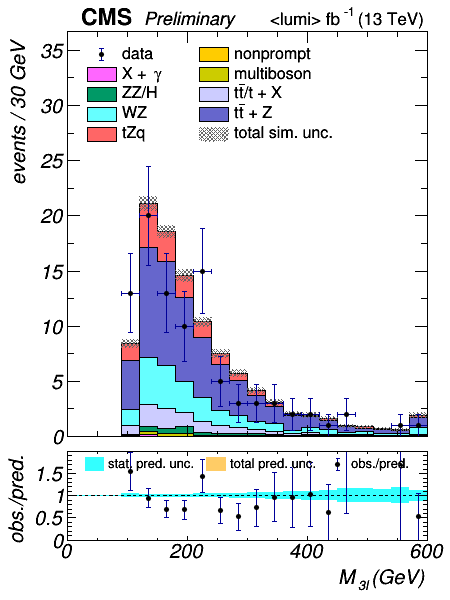 CMS Preliminary <lumi> fb⁻¹ (13 TeV)
events / 30 GeV
35
30
25
20
15
10
5
0
data
nonprompt
X + γ
multiboson
ZZ/H
tt̄/t + X
WZ
tt̄ + Z
tZq
total sim. unc.
obs./pred.
1.5
1
0.5
0
stat. pred. unc.
total pred. unc.
obs./pred.
0 200 400 600
M₃ₗ (GeV)